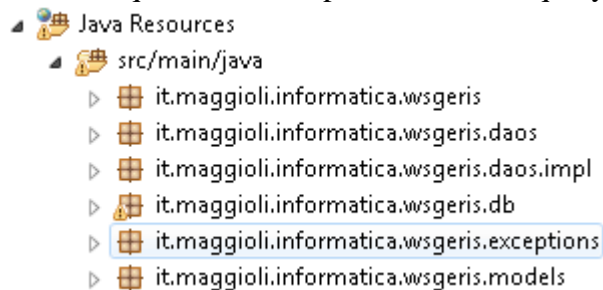 Java Resources
src/main/java
it.maggioli.informatica.wsgeris
it.maggioli.informatica.wsgeris.daos
it.maggioli.informatica.wsgeris.daos.impl
it.maggioli.informatica.wsgeris.db
it.maggioli.informatica.wsgeris.exceptions
it.maggioli.informatica.wsgeris.models